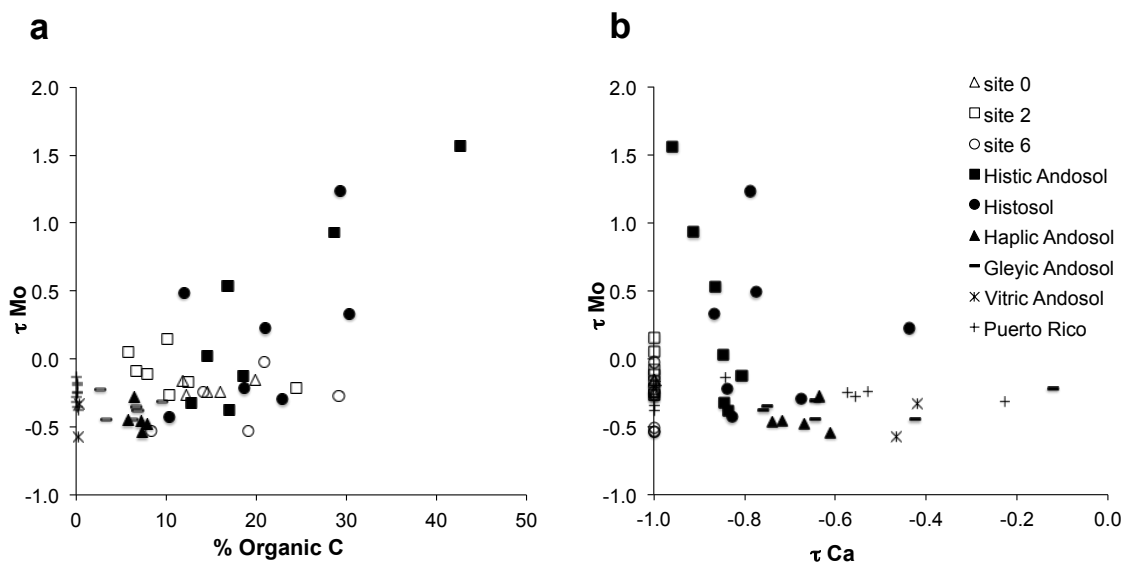 a
2.0
1.5
1.0
0.5
0.0
-0.5
-1.0
τ Mo
0 10 20 30 40 50
% Organic C
b
2.0
1.5
1.0
0.5
0.0
-0.5
-1.0
τ Mo
-1.0 -0.8 -0.6 -0.4 -0.2 0.0
τ Ca
site 0
site 2
site 6
Histic Andosol
Histosol
Haplic Andosol
Gleyic Andosol
Vitric Andosol
Puerto Rico